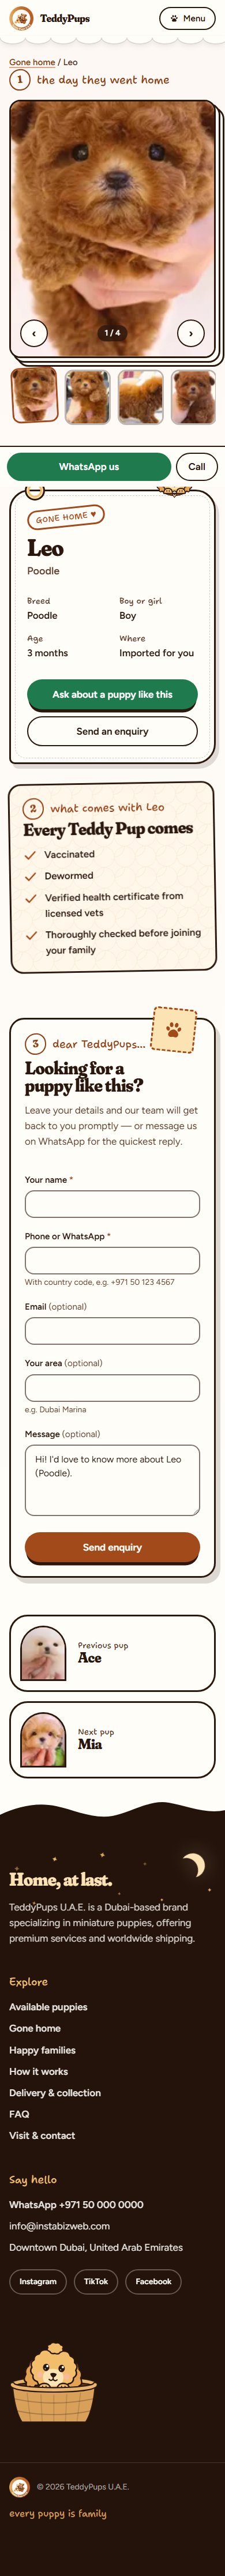 TeddyPups
Menu
Gone home / Leo
1 the day they went home
1 / 4
WhatsApp us
Call
GONE HOME ♥
Leo
Poodle
Breed
Boy or girl
Poodle
Boy
Age
Where
3 months
Imported for you
Ask about a puppy like this
Send an enquiry
2 what comes with Leo
Every Teddy Pup comes
Vaccinated
Dewormed
Verified health certificate from
licensed vets
Thoroughly checked before joining
your family
3 dear TeddyPups...
Looking for a
puppy like this?
Leave your details and our team will get
back to you promptly — or message us
on WhatsApp for the quickest reply.
Your name *
Phone or WhatsApp *
With country code, e.g. +971 50 123 4567
Email (optional)
Your area (optional)
e.g. Dubai Marina
Message (optional)
Hi! I'd love to know more about Leo
(Poodle).
Send enquiry
Previous pup
Ace
Next pup
Mia
Home, at last.
TeddyPups U.A.E. is a Dubai-based brand
specializing in miniature puppies, offering
premium services and worldwide shipping.
Explore
Available puppies
Gone home
Happy families
How it works
Delivery & collection
FAQ
Visit & contact
Say hello
WhatsApp +971 50 000 0000
info@instabizweb.com
Downtown Dubai, United Arab Emirates
Instagram
TikTok
Facebook
© 2026 TeddyPups U.A.E.
every puppy is family